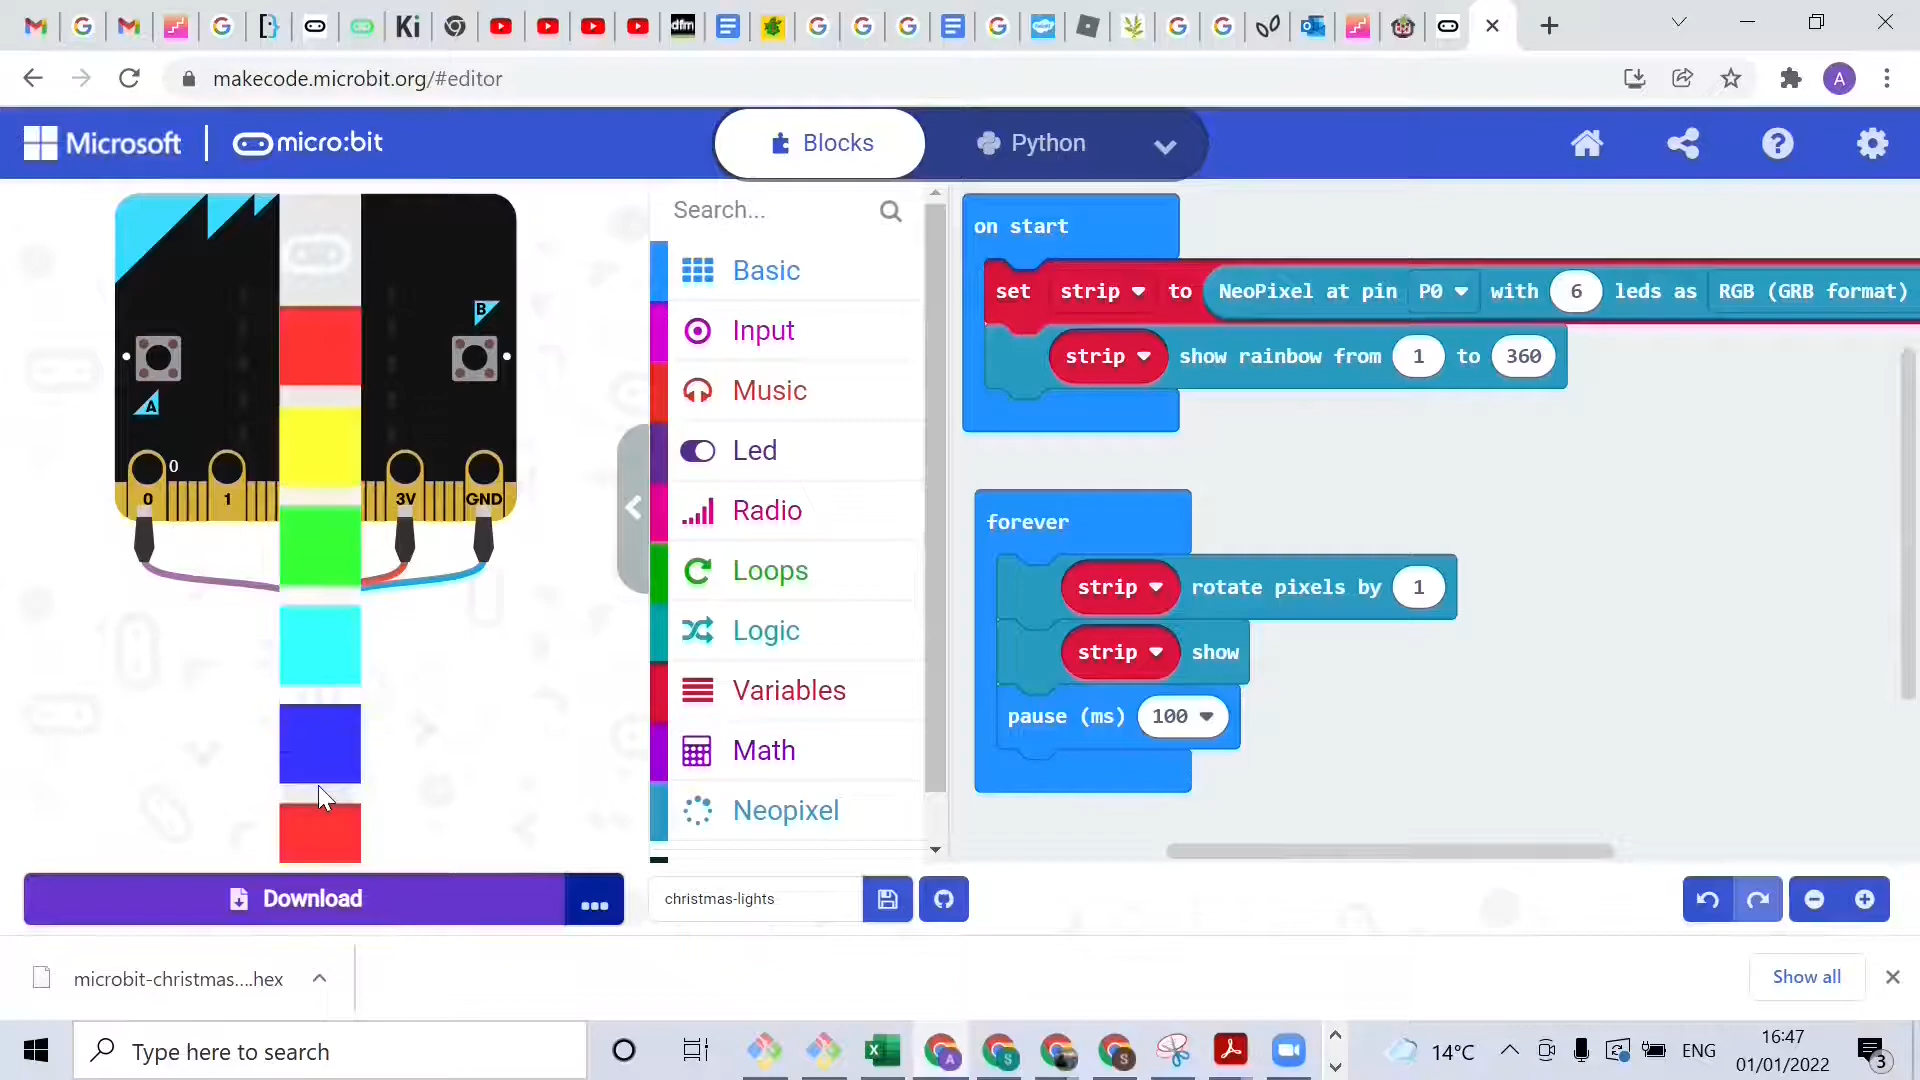 Ki
dfm
makecode.microbit.org/#editor
A
Microsoft
micro:bit
Blocks
Python
?
B
A
0
0
1
3V
GND
Search...
Basic
Input
Music
Led
Radio
Loops
Logic
Variables
Math
Neopixel
on start
set strip to NeoPixel at pin P0 with 6 leds as RGB (GRB format)
strip show rainbow from 1 to 360
forever
strip rotate pixels by 1
strip show
pause (ms) 100
Download
...
christmas-lights
microbit-christmas....hex
Show all
Type here to search
A
S
S
14°C
ENG
16:47
01/01/2022
3